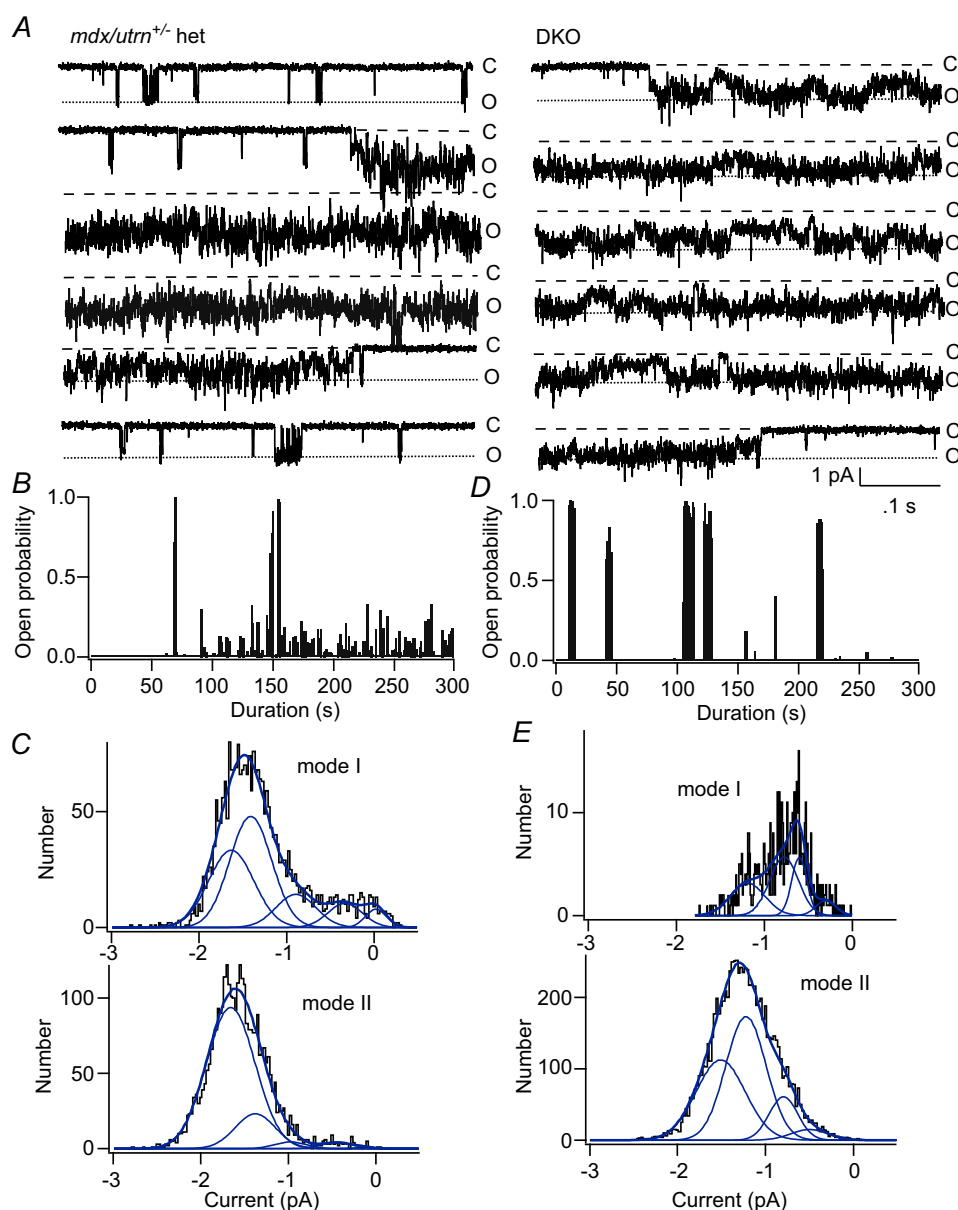 A
mdx/utrn+/- het
DKO
C
O
C
O
C
O
C
O
C
O
C
O
C
O
C
O
C
O
C
O
C
O
C
O
1 pA
.1 s
B
Open probability
1.0
0.5
0.0
0 50 100 150 200 250 300
Duration (s)
D
Open probability
1.0
0.5
0.0
0 50 100 150 200 250 300
Duration (s)
C
mode I
Number
50
0
-3 -2 -1 0
mode II
Number
100
50
0
-3 -2 -1 0
Current (pA)
E
mode I
Number
10
0
-3 -2 -1 0
mode II
Number
200
100
0
-3 -2 -1 0
Current (pA)